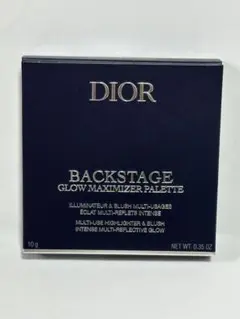 DIOR
BACKSTAGE
GLOW MAXIMIZER PALETTE
ILLUMINATEUR & BLUSH MULTI-USAGES
ÉCLAT MULTI-REFLETS INTENSE
MULTI-USE HIGHLIGHTER & BLUSH
INTENSE MULTI-REFLECTIVE GLOW
10 g
NET WT. 0.35 OZ